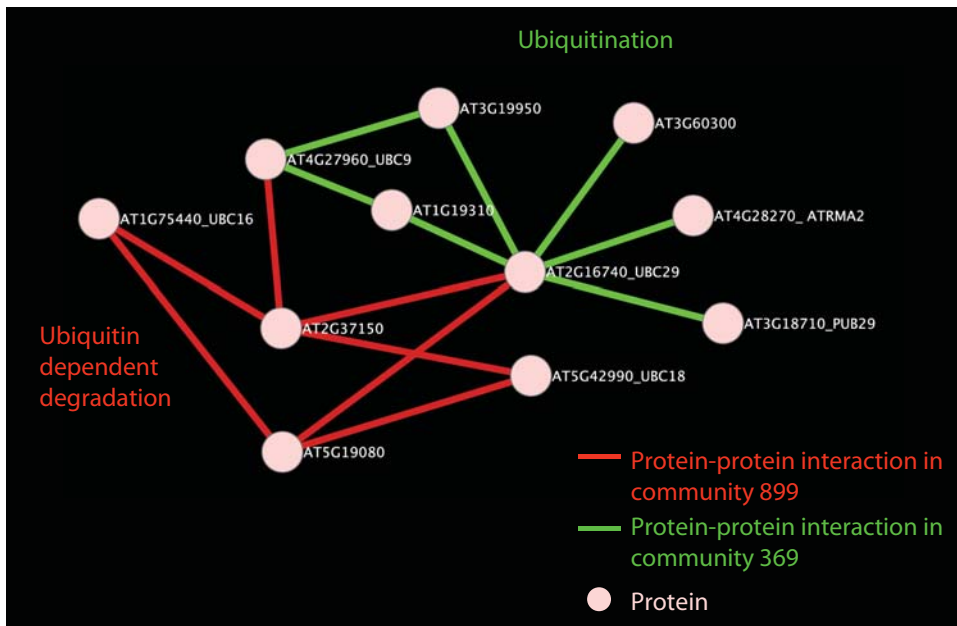 Ubiquitination
AT3G19950
AT3G60300
AT4G27960_UBC9
AT1G19310
AT1G75440_UBC16
AT4G28270_ ATRMA2
AT2G16740_UBC29
AT3G18710_PUB29
AT2G37150
Ubiquitin
dependent
degradation
AT5G42990_UBC18
AT5G19080
Protein-protein interaction in
community 899
Protein-protein interaction in
community 369
Protein